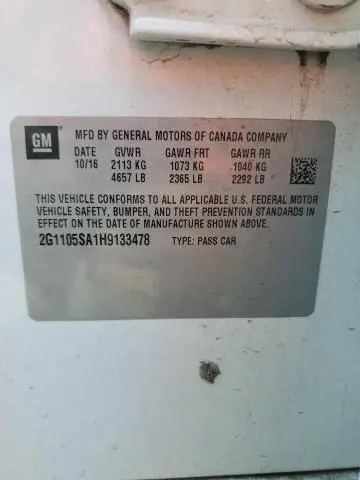 GM
MFD BY GENERAL MOTORS OF CANADA COMPANY
DATE GVWR GAWR FRT GAWR RR
10/16 2113 KG 1073 KG 1040 KG
4657 LB 2365 LB 2292 LB
THIS VEHICLE CONFORMS TO ALL APPLICABLE U.S. FEDERAL MOTOR
VEHICLE SAFETY, BUMPER, AND THEFT PREVENTION STANDARDS IN
EFFECT ON THE DATE OF MANUFACTURE SHOWN ABOVE.
2G1105SA1H9133478 TYPE: PASS CAR